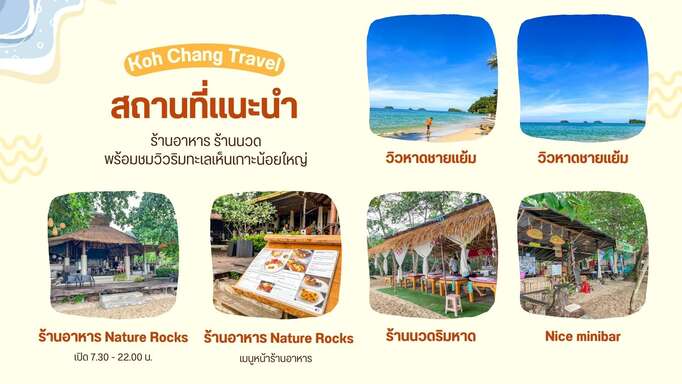 Koh Chang Travel
สถานที่แนะนำ
ร้านอาหาร ร้านนวด
พร้อมชมวิวริมทะเลเห็นเกาะน้อยใหญ่
วิวหาดชายแย้ม
วิวหาดชายแย้ม
ร้านอาหาร Nature Rocks
เปิด 7.30 - 22.00 น.
ร้านอาหาร Nature Rocks
เมนูหน้าร้านอาหาร
ร้านนวดริมหาด
Nice minibar